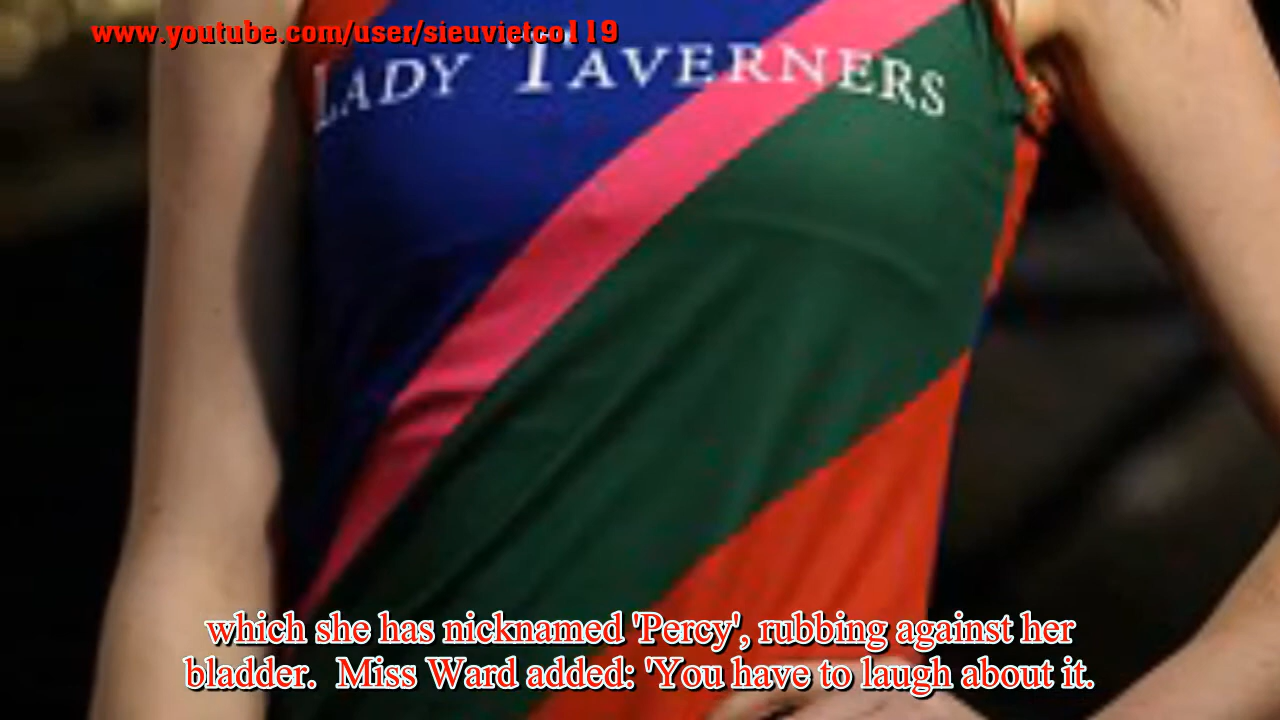 www.youtube.com/user/sieuvietco119
LADY TAVERNERS
which she has nicknamed 'Percy', rubbing against her
bladder.  Miss Ward added: 'You have to laugh about it.